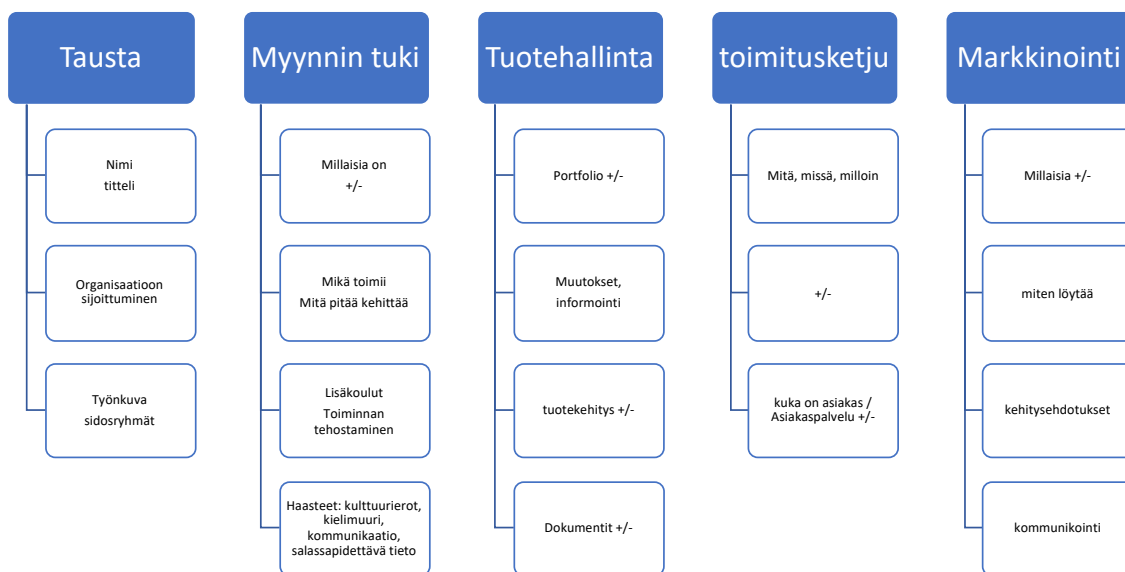 Tausta
Nimi
titteli
Organisaatioon
sijoittuminen
Työnkuva
sidosryhmät
Myynnin tuki
Millaisia on
+/-
Mikä toimii
Mitä pitää kehittää
Lisäkoulut
Toiminnan
tehostaminen
Haasteet: kulttuurierot,
kielimuuri,
kommunikaatio,
salassapidettävä tieto
Tuotehallinta
Portfolio +/-
Muutokset,
informointi
tuotekehitys +/-
Dokumentit +/-
toimitusketju
Mitä, missä, milloin
+/-
kuka on asiakas /
Asiakaspalvelu +/-
Markkinointi
Millaisia +/-
miten löytää
kehitysehdotukset
kommunikointi